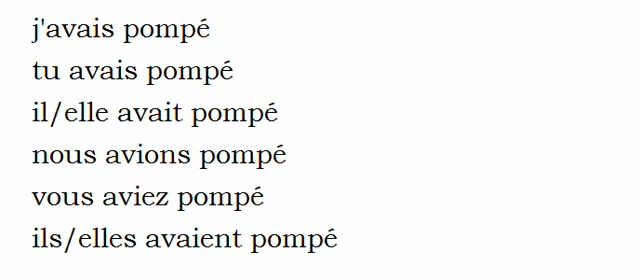 j'avais pompé
tu avais pompé
il/elle avait pompé
nous avions pompé
vous aviez pompé
ils/elles avaient pompé